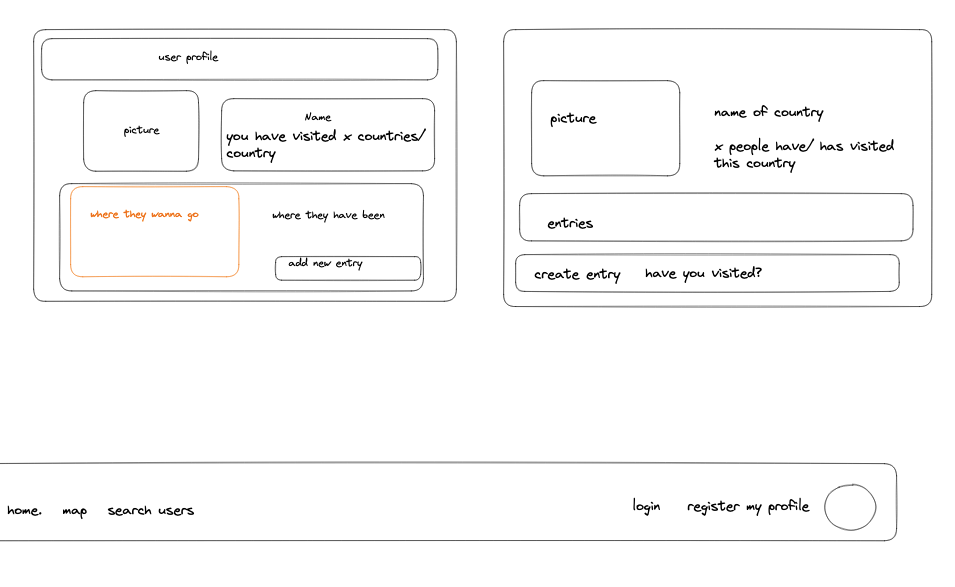 user profile
picture
Name
you have visited x countries/
country
where they wanna go
where they have been
add new entry
picture
name of country
x people have/ has visited
this country
entries
create entry
have you visited?
home.
map
search users
login
register my profile